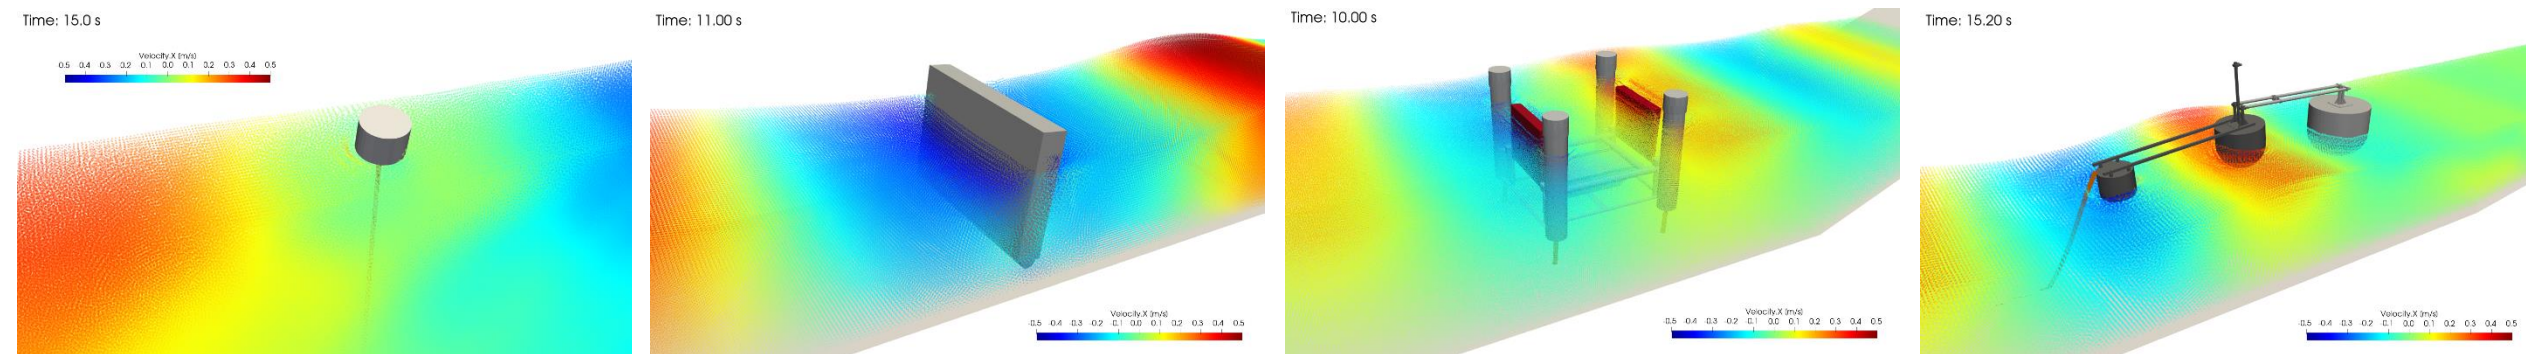 Time: 15.0 s
Velocity.X [m/s]
0.5 0.4 0.3 0.2 0.1 0.0 0.1 0.2 0.3 0.4 0.5
Time: 11.00 s
Velocity.X [m/s]
-0.5 -0.4 -0.3 -0.2 -0.1 0.0 0.1 0.2 0.3 0.4 0.5
Time: 10.00 s
Velocity.X [m/s]
-0.5 -0.4 -0.3 -0.2 -0.1 0.0 0.1 0.2 0.3 0.4 0.5
Time: 15.20 s
Velocity.X [m/s]
-0.5 -0.4 -0.3 -0.2 -0.1 0.0 0.1 0.2 0.3 0.4 0.5